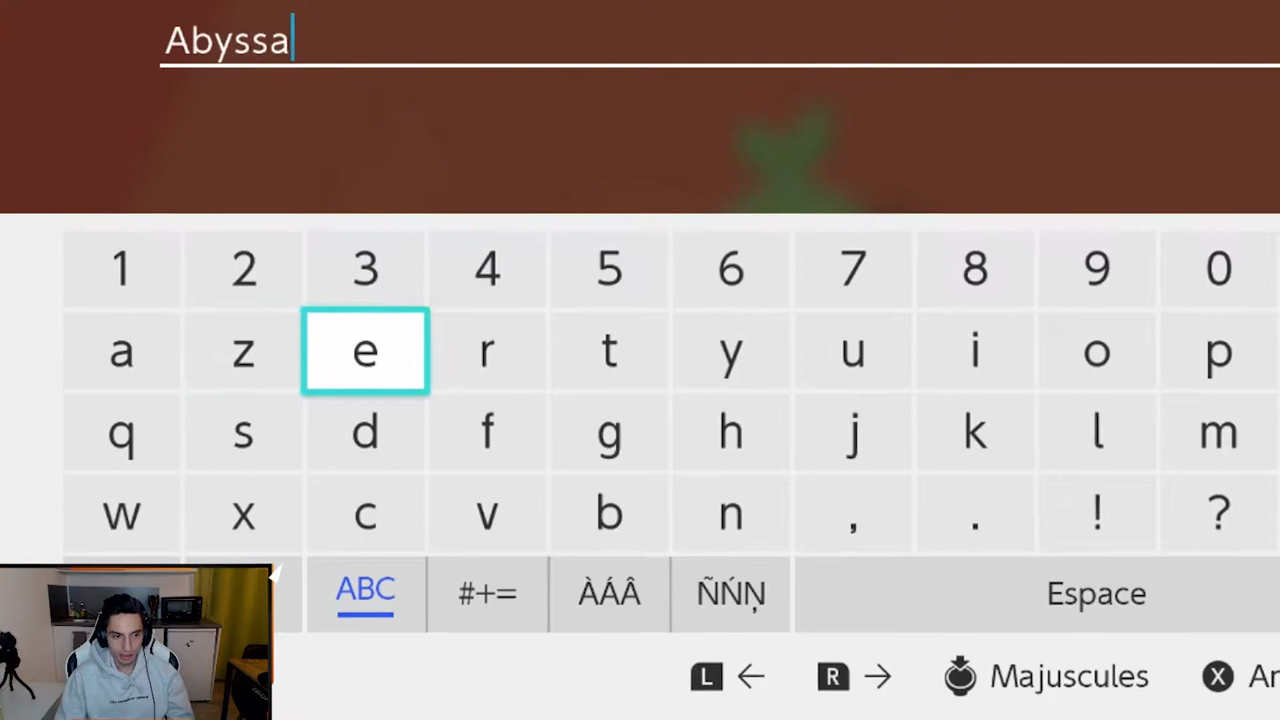 Abyssa
1 2 3 4 5 6 7 8 9 0
a z e r t y u i o p
q s d f g h j k l m
w x c v b n , . ! ?
ABC #+= ÀÁÂ ÑŃŅ Espace
L ← R → Majuscules X